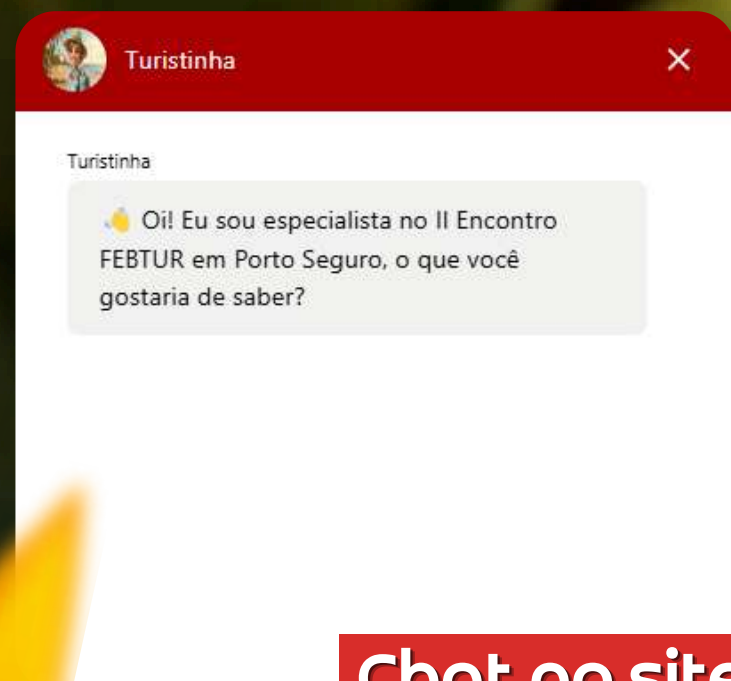 Turistinha
Turistinha
👋 Oi! Eu sou especialista no II Encontro
FEBTUR em Porto Seguro, o que você
gostaria de saber?
Chat no site